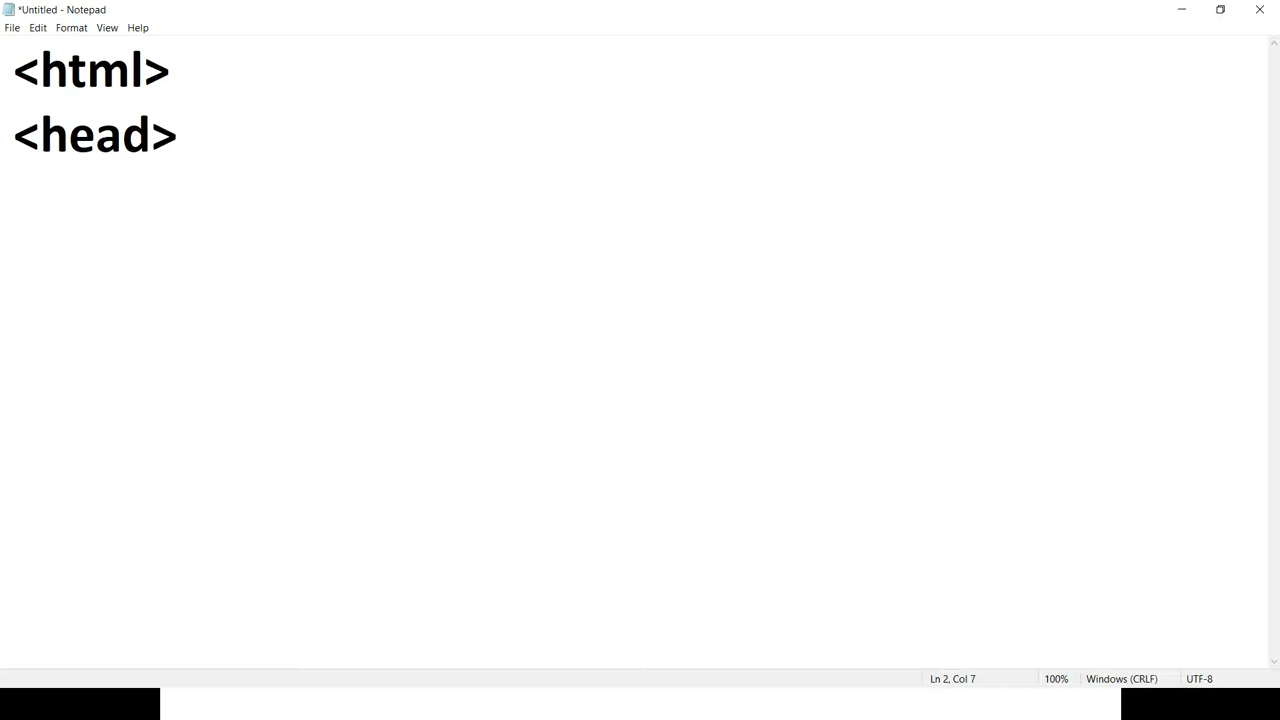 *Untitled - Notepad
File Edit Format View Help
<html>
<head>
Ln 2, Col 7 100% Windows (CRLF) UTF-8